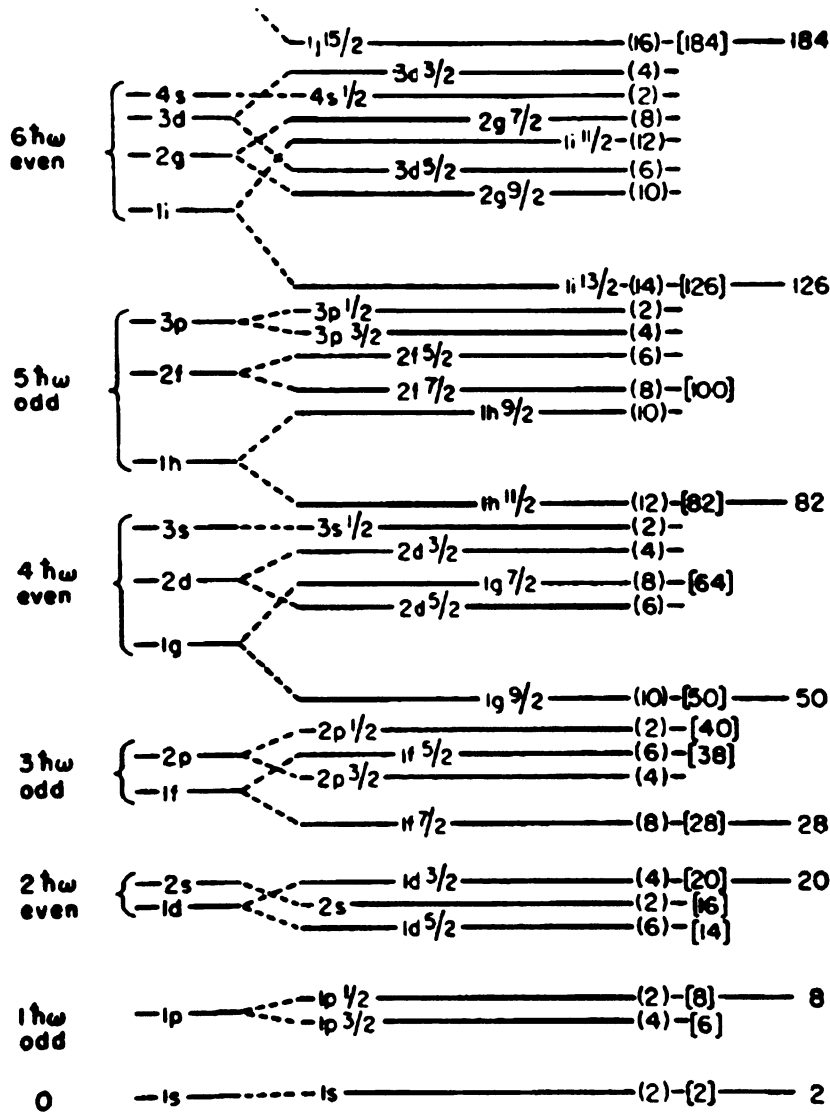 1j 15/2 (16) [184] 184
3d 3/2 (4)
4s 4s 1/2 (2)
3d
2g 7/2 (8)
6ħω even
1i 11/2 (12)
2g
3d 5/2 (6)
2g 9/2 (10)
1i
1i 13/2 (14) [126] 126
3p 1/2 (2)
3p
3p 3/2 (4)
2f 5/2 (6)
5ħω odd
2f
2f 7/2 (8) [100]
1h 9/2 (10)
1h
1h 11/2 (12) [82] 82
3s 3s 1/2 (2)
2d 3/2 (4)
4ħω even
2d
1g 7/2 (8) [64]
2d 5/2 (6)
1g
1g 9/2 (10) [50] 50
2p 1/2 (2) [40]
3ħω odd
2p
1f 5/2 (6) [38]
2p 3/2 (4)
1f
1f 7/2 (8) [28] 28
2ħω even
2s
1d 3/2 (4) [20] 20
1d
2s (2) [16]
1d 5/2 (6) [14]
1p 1/2 (2) [8] 8
1ħω odd
1p
1p 3/2 (4) [6]
0 1s 1s (2) [2] 2